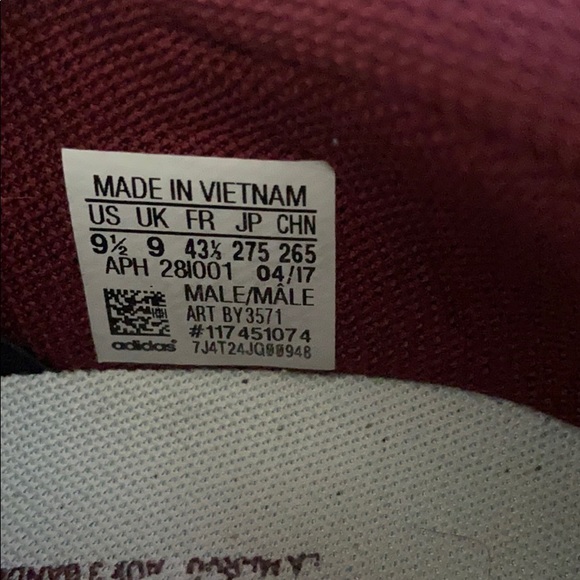 MADE IN VIETNAM
US UK FR JP CHN
9½ 9 43⅓ 275 265
APH 28I001 04/17
MALE/MÂLE
ART BY3571
#117451074
adidas® 7J4T24JQ00948